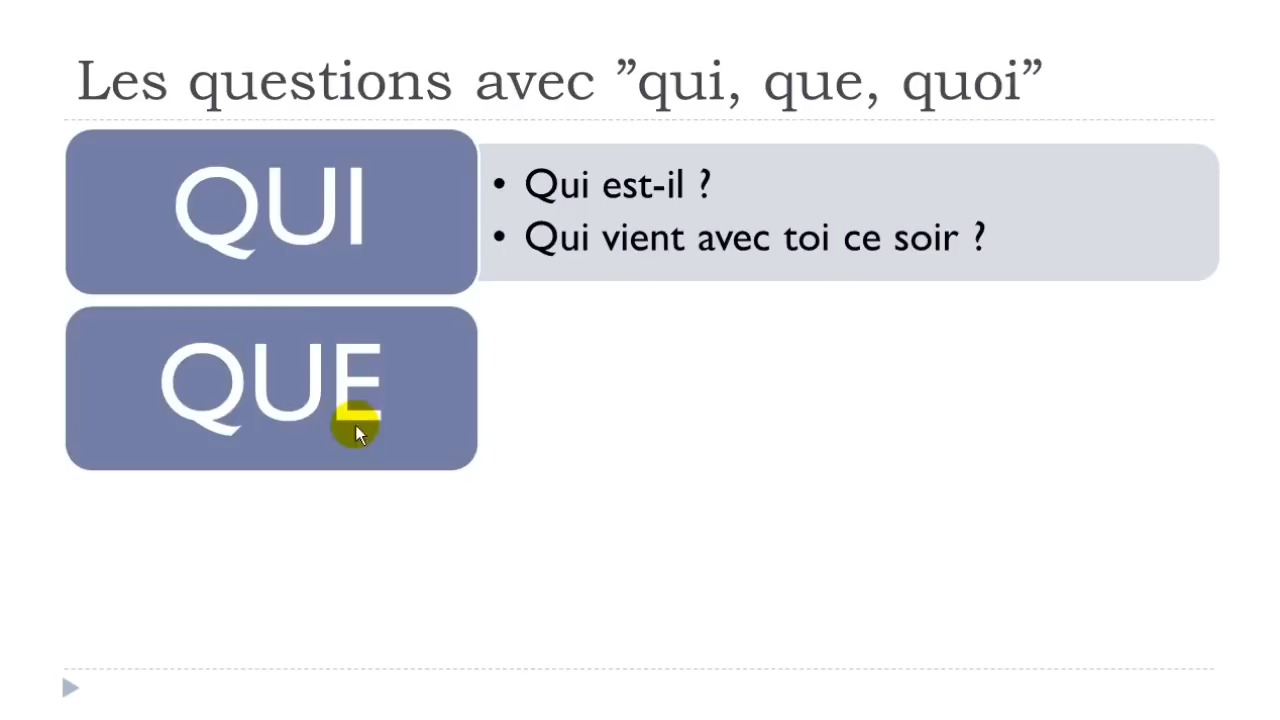 Les questions avec ”qui, que, quoi”
QUI
• Qui est-il ?
• Qui vient avec toi ce soir ?
QUE